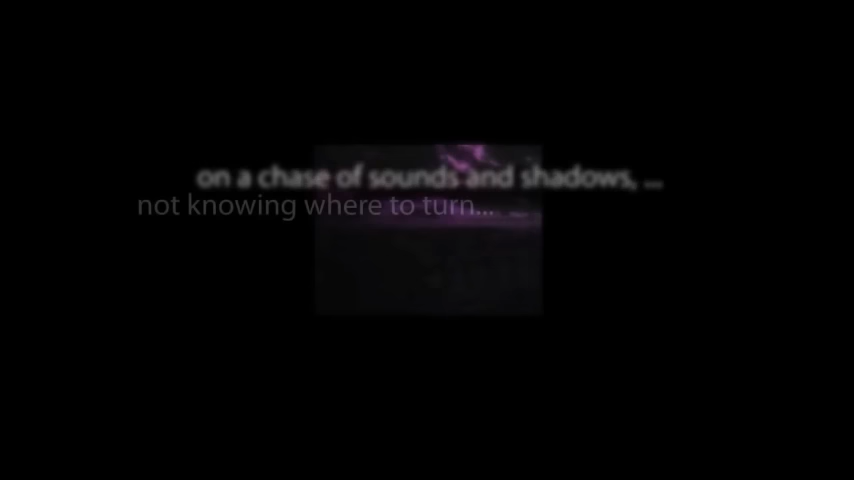 on a chase of sounds and shadows, ...
not knowing where to turn...